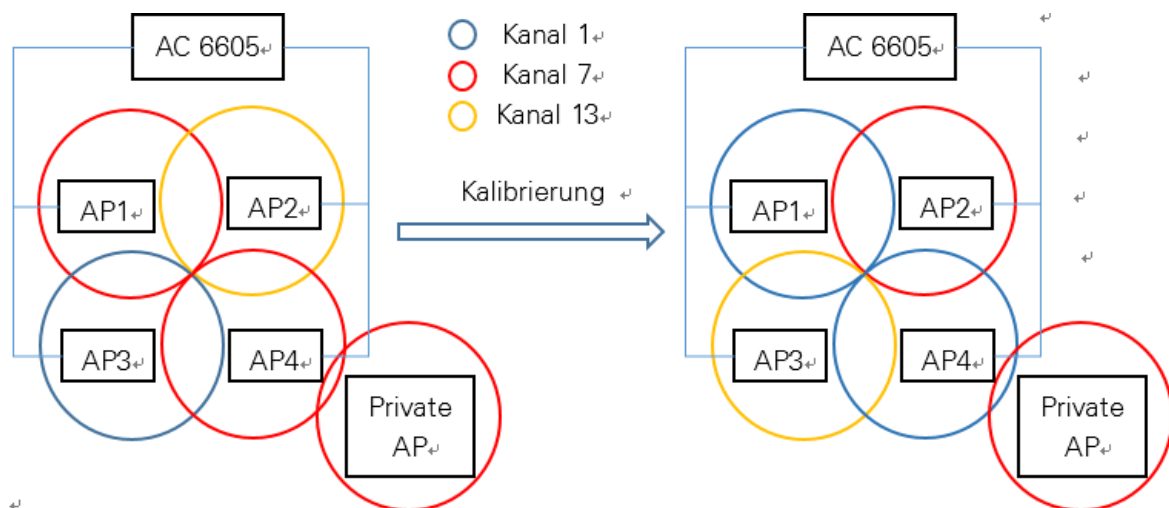 AC 6605
Kanal 1
Kanal 7
Kanal 13
AC 6605
AP1
AP2
Kalibrierung
AP1
AP2
AP3
AP4
AP3
AP4
Private
AP
Private
AP